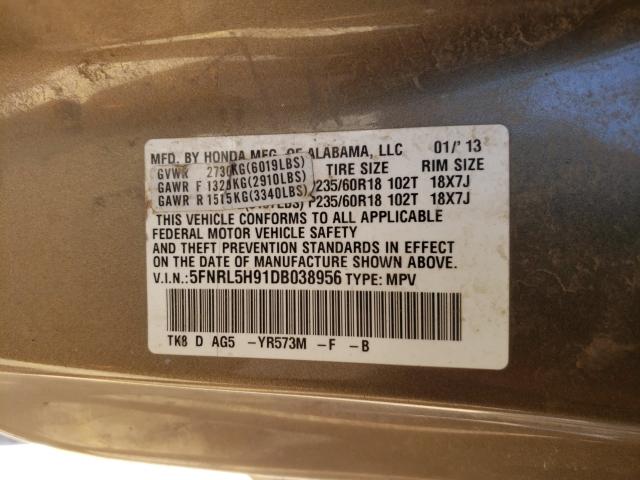 MFD. BY HONDA MFG. OF ALABAMA, LLC 01/'13
GVWR 2730KG(6019LBS) TIRE SIZE RIM SIZE
GAWR F 1320KG(2910LBS) P235/60R18 102T 18X7J
GAWR R 1515KG(3340LBS) P235/60R18 102T 18X7J
THIS VEHICLE CONFORMS TO ALL APPLICABLE
FEDERAL MOTOR VEHICLE SAFETY
AND THEFT PREVENTION STANDARDS IN EFFECT
ON THE DATE OF MANUFACTURE SHOWN ABOVE.
V.I.N.:5FNRL5H91DB038956 TYPE: MPV
TK8 D AG5 -YR573M -F -B